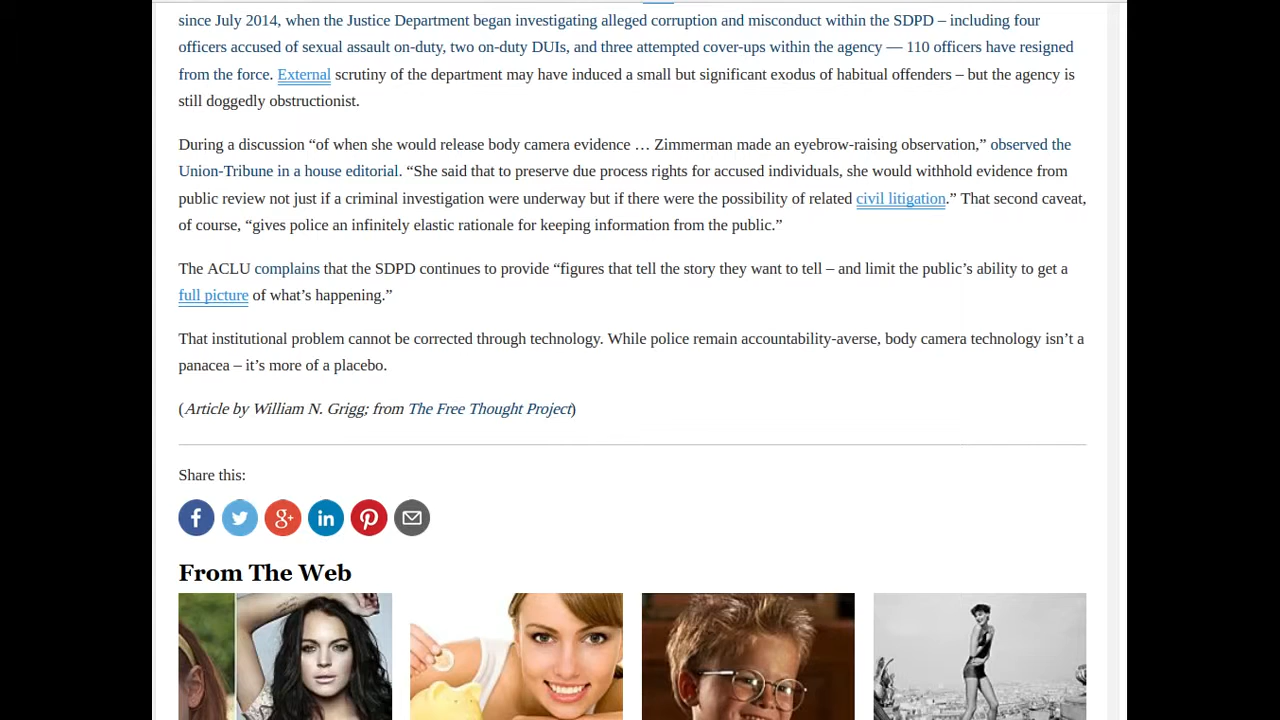 since July 2014, when the Justice Department began investigating alleged corruption and misconduct within the SDPD – including four
officers accused of sexual assault on-duty, two on-duty DUIs, and three attempted cover-ups within the agency — 110 officers have resigned
from the force. External scrutiny of the department may have induced a small but significant exodus of habitual offenders – but the agency is
still doggedly obstructionist.
During a discussion “of when she would release body camera evidence … Zimmerman made an eyebrow-raising observation,” observed the
Union-Tribune in a house editorial. “She said that to preserve due process rights for accused individuals, she would withhold evidence from
public review not just if a criminal investigation were underway but if there were the possibility of related civil litigation.” That second caveat,
of course, “gives police an infinitely elastic rationale for keeping information from the public.”
The ACLU complains that the SDPD continues to provide “figures that tell the story they want to tell – and limit the public’s ability to get a
full picture of what’s happening.”
That institutional problem cannot be corrected through technology. While police remain accountability-averse, body camera technology isn’t a
panacea – it’s more of a placebo.
(Article by William N. Grigg; from The Free Thought Project)
Share this:
f g+ in
From The Web